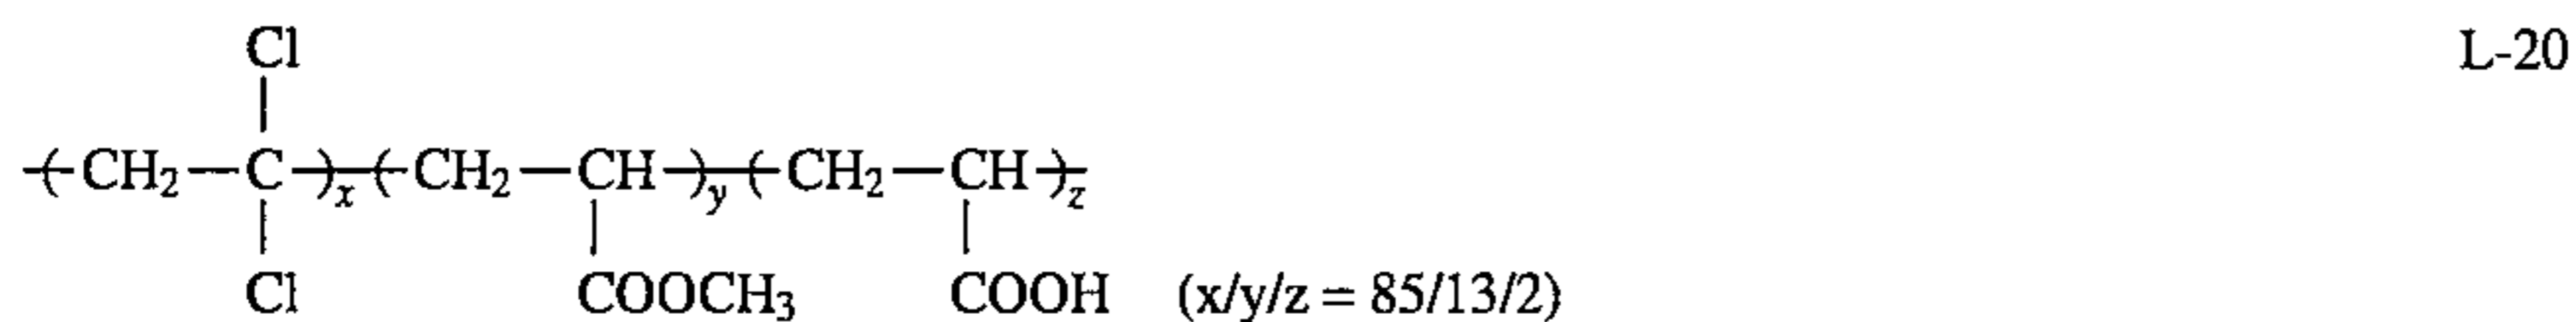 Cl L-20
-(CH₂—C-)x(CH₂—CH-)y(CH₂—CH-)z
Cl COOCH₃ COOH (x/y/z = 85/13/2)